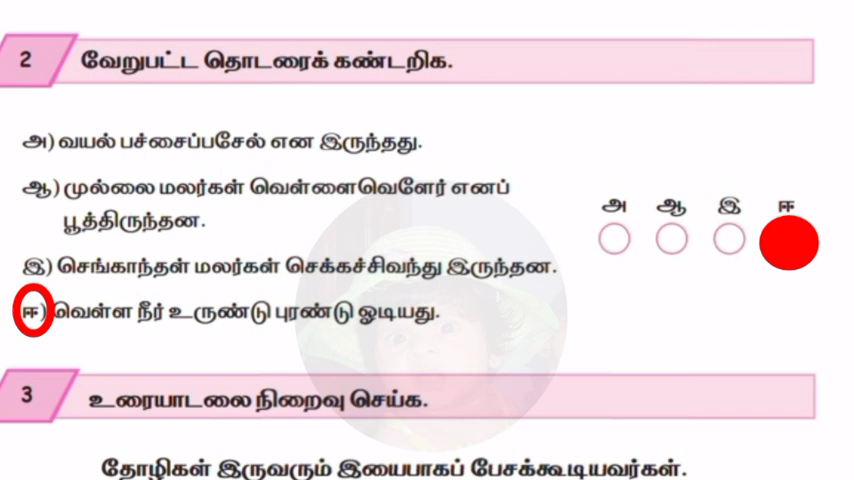 2 வேறுபட்ட தொடரைக் கண்டறிக.
அ) வயல் பச்சைப்பசேல் என இருந்தது.
ஆ) முல்லை மலர்கள் வெள்ளைவெளேர் எனப்
பூத்திருந்தன.
அ ஆ இ ஈ
இ) செங்காந்தள் மலர்கள் செக்கச்சிவந்து இருந்தன.
ஈ) வெள்ள நீர் உருண்டு புரண்டு ஓடியது.
3 உரையாடலை நிறைவு செய்க.
தோழிகள் இருவரும் இயைபாகப் பேசக்கூடியவர்கள்.